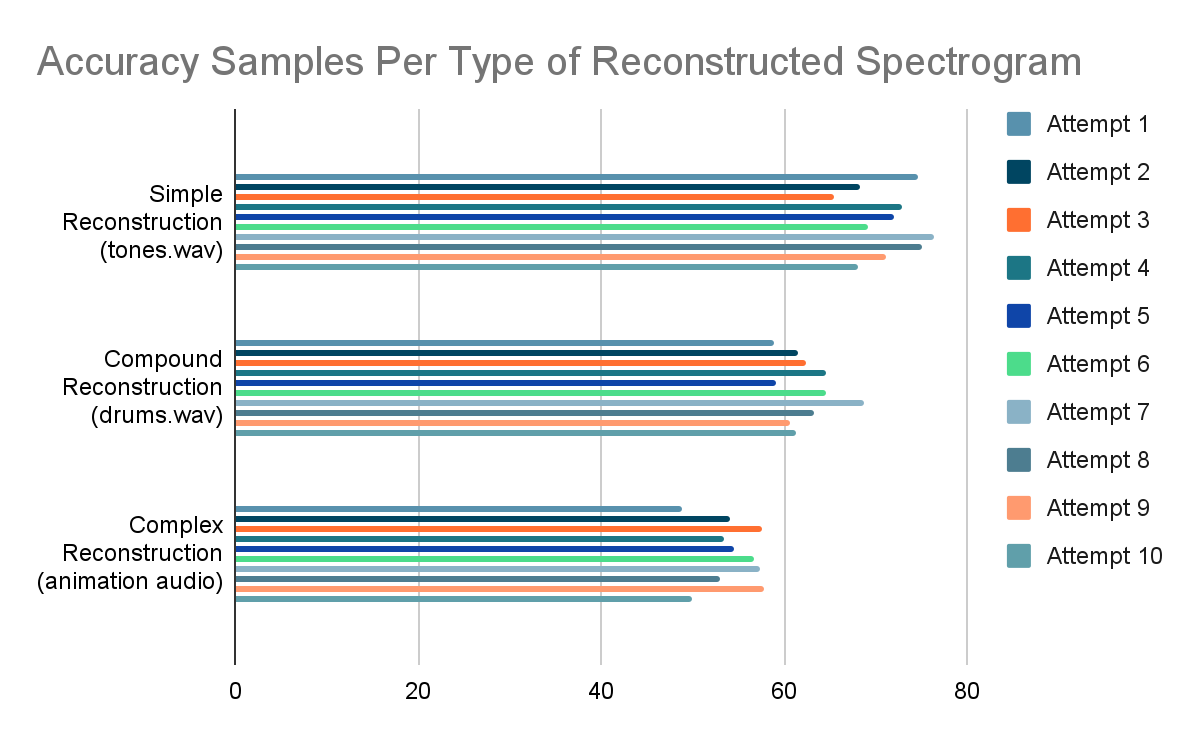 Accuracy Samples Per Type of Reconstructed Spectrogram
Simple
Reconstruction
(tones.wav)
Compound
Reconstruction
(drums.wav)
Complex
Reconstruction
(animation audio)
0 20 40 60 80
Attempt 1
Attempt 2
Attempt 3
Attempt 4
Attempt 5
Attempt 6
Attempt 7
Attempt 8
Attempt 9
Attempt 10